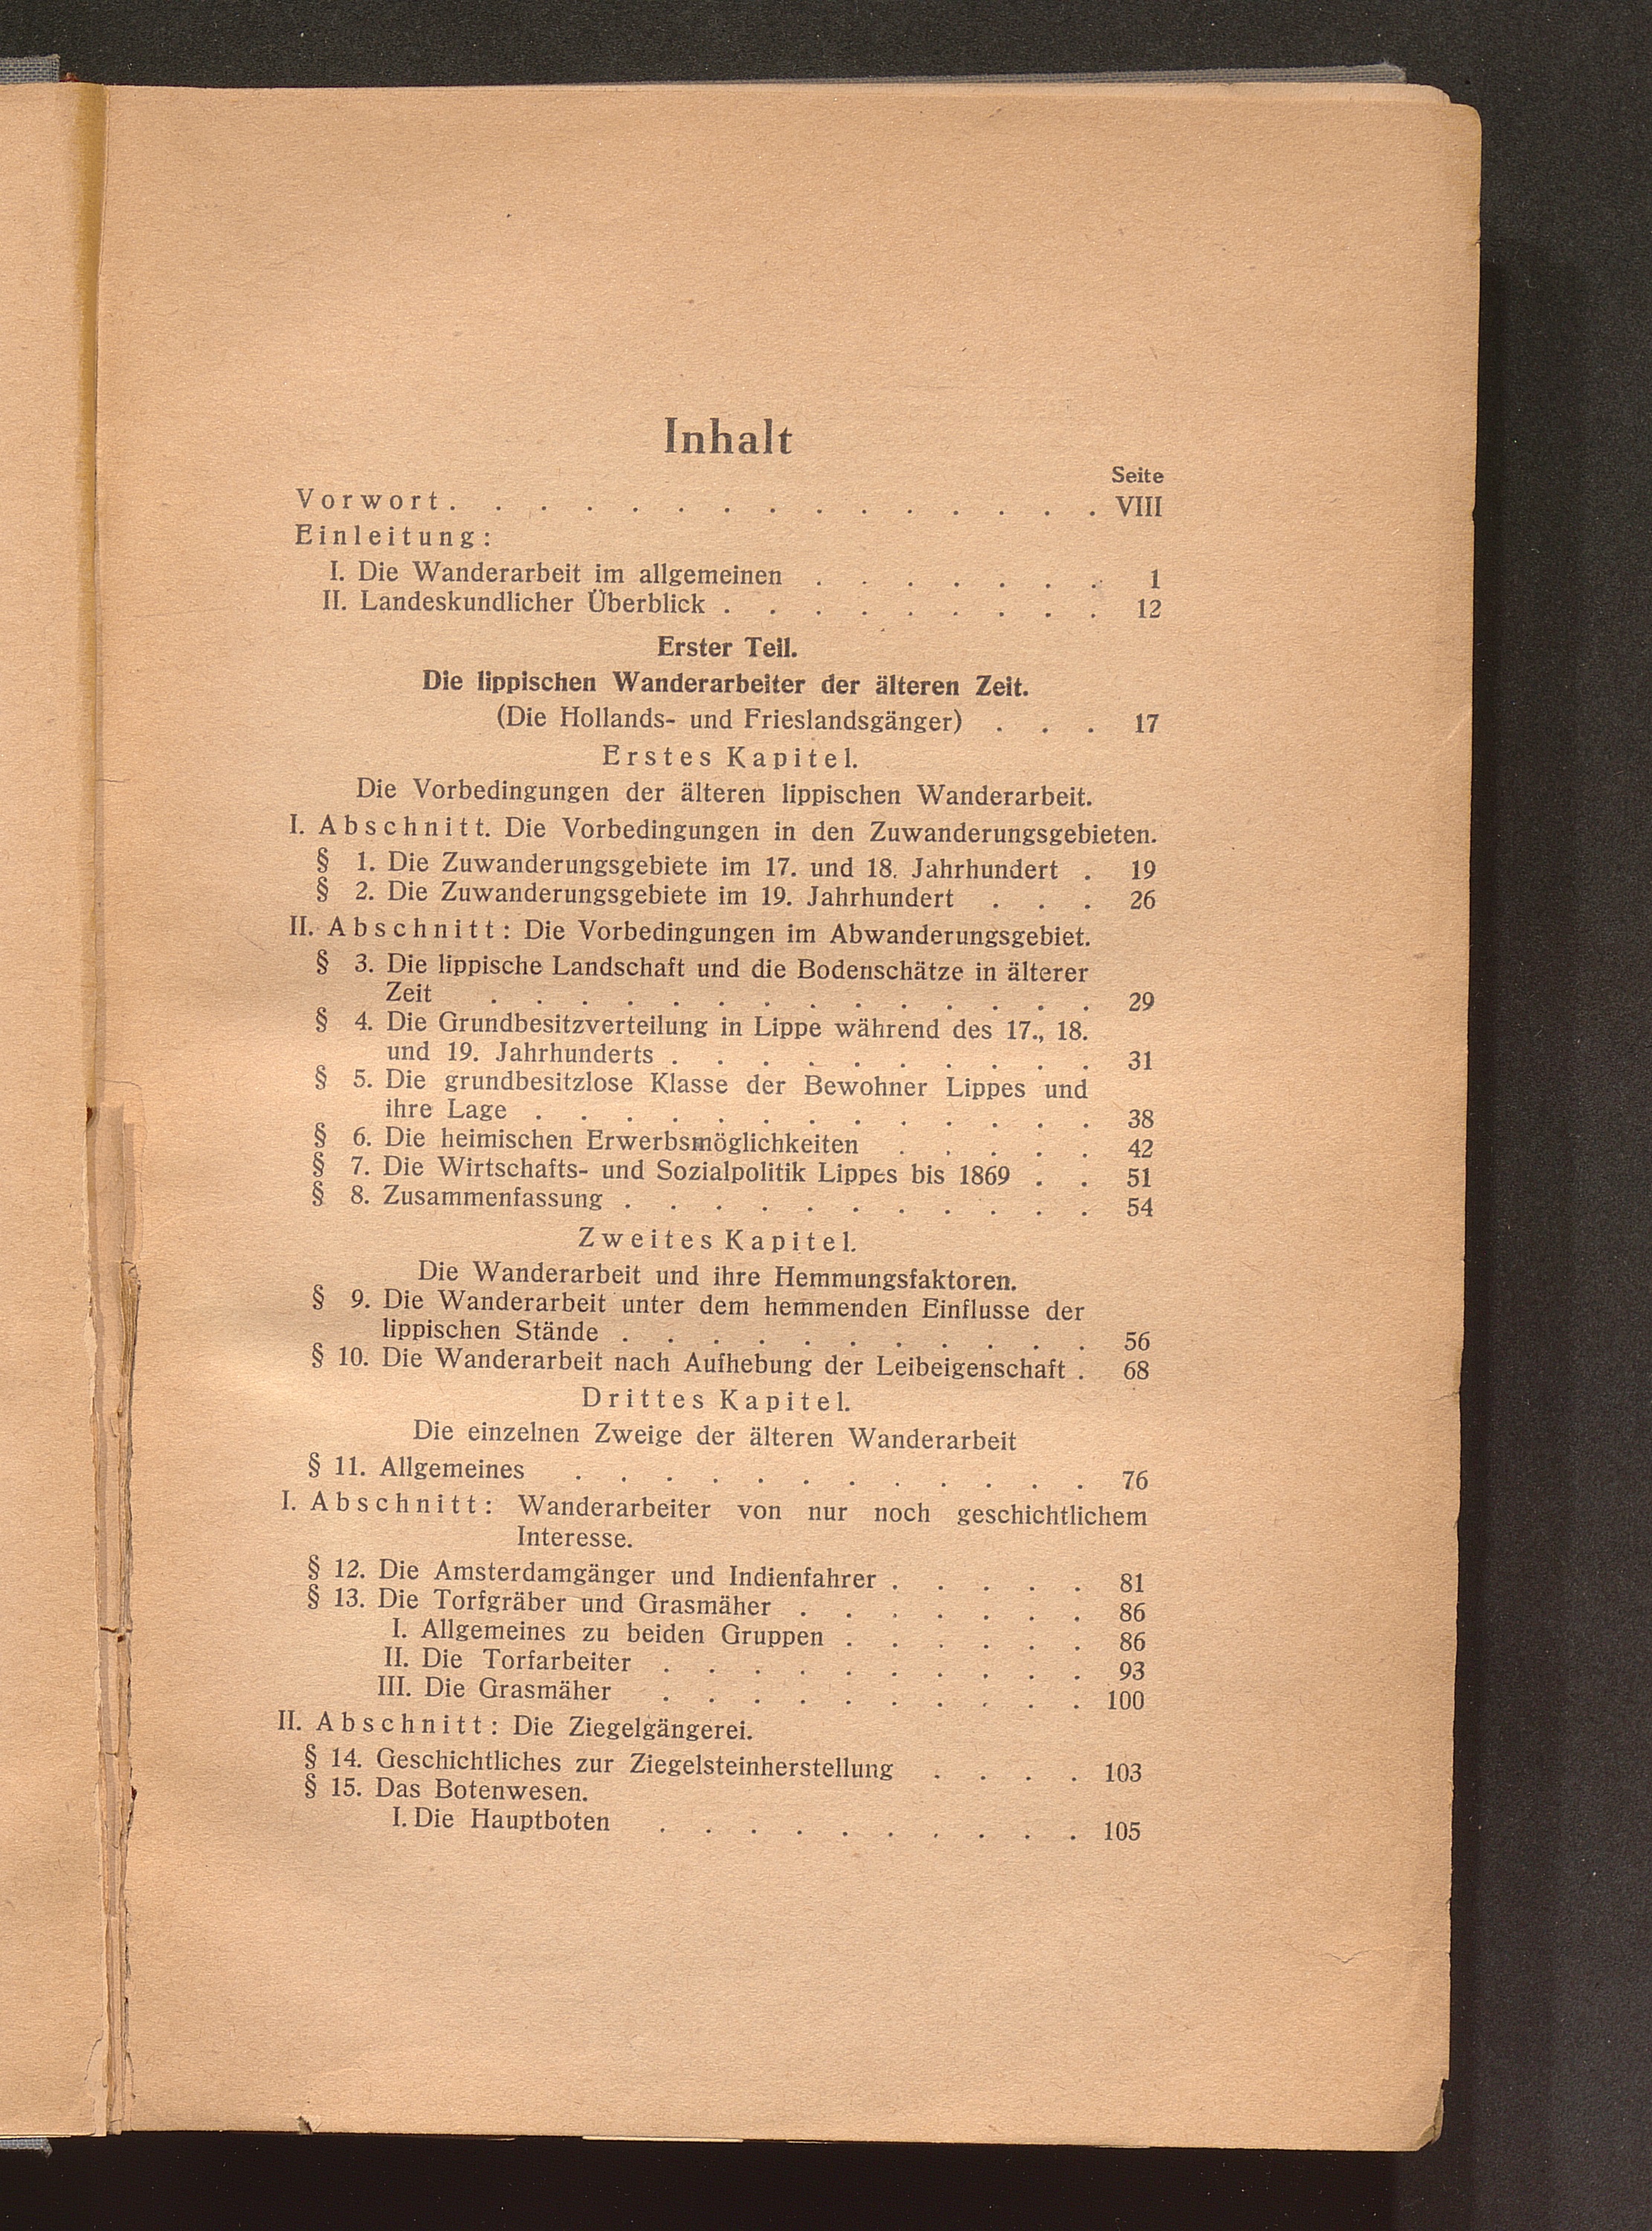 Inhalt
Seite
Vorwort. . . . . . . . . . . . . . . VIII
Einleitung:
I. Die Wanderarbeit im allgemeinen . . . . . . . 1
II. Landeskundlicher Überblick . . . . . . . . . 12
Erster Teil.
Die lippischen Wanderarbeiter der älteren Zeit.
(Die Hollands- und Frieslandsgänger) . . . 17
Erstes Kapitel.
Die Vorbedingungen der älteren lippischen Wanderarbeit.
I. Abschnitt. Die Vorbedingungen in den Zuwanderungsgebieten.
§ 1. Die Zuwanderungsgebiete im 17. und 18. Jahrhundert . 19
§ 2. Die Zuwanderungsgebiete im 19. Jahrhundert . . . 26
II. Abschnitt: Die Vorbedingungen im Abwanderungsgebiet.
§ 3. Die lippische Landschaft und die Bodenschätze in älterer
Zeit . . . . . . . . . . . . . . 29
§ 4. Die Grundbesitzverteilung in Lippe während des 17., 18.
und 19. Jahrhunderts . . . . . . . . . . 31
§ 5. Die grundbesitzlose Klasse der Bewohner Lippes und
ihre Lage . . . . . . . . . . . . . 38
§ 6. Die heimischen Erwerbsmöglichkeiten . . . . . 42
§ 7. Die Wirtschafts- und Sozialpolitik Lippes bis 1869 . . 51
§ 8. Zusammenfassung . . . . . . . . . . . 54
Zweites Kapitel.
Die Wanderarbeit und ihre Hemmungsfaktoren.
§ 9. Die Wanderarbeit unter dem hemmenden Einflusse der
lippischen Stände . . . . . . . . . . . 56
§ 10. Die Wanderarbeit nach Aufhebung der Leibeigenschaft . 68
Drittes Kapitel.
Die einzelnen Zweige der älteren Wanderarbeit
§ 11. Allgemeines . . . . . . . . . . . . 76
I. Abschnitt: Wanderarbeiter von nur noch geschichtlichem
Interesse.
§ 12. Die Amsterdamgänger und Indienfahrer . . . . . 81
§ 13. Die Torfgräber und Grasmäher . . . . . . . 86
I. Allgemeines zu beiden Gruppen . . . . . . 86
II. Die Torfarbeiter . . . . . . . . . . 93
III. Die Grasmäher . . . . . . . . . . 100
II. Abschnitt: Die Ziegelgängerei.
§ 14. Geschichtliches zur Ziegelsteinherstellung . . . . 103
§ 15. Das Botenwesen.
I. Die Hauptboten . . . . . . . . . . 105